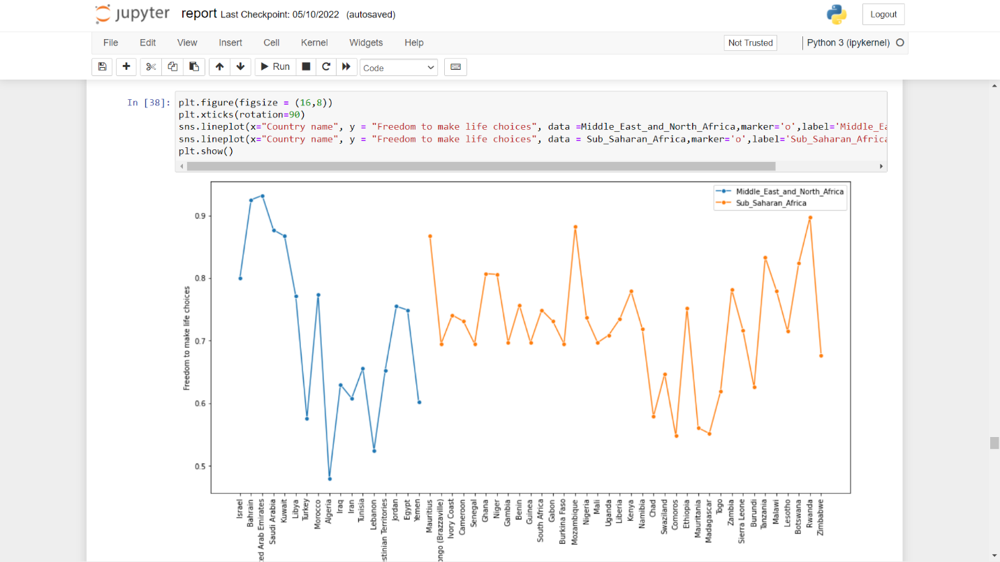 jupyter report Last Checkpoint: 05/10/2022 (autosaved)
Logout
File Edit View Insert Cell Kernel Widgets Help
Not Trusted
Python 3 (ipykernel)
Run
Code
In [38]:
plt.figure(figsize = (16,8))
plt.xticks(rotation=90)
sns.lineplot(x="Country name", y = "Freedom to make life choices", data =Middle_East_and_North_Africa,marker='o',label='Middle_Ea
sns.lineplot(x="Country name", y = "Freedom to make life choices", data = Sub_Saharan_Africa,marker='o',label='Sub_Saharan_Africa
plt.show()
Middle_East_and_North_Africa
Sub_Saharan_Africa
Freedom to make life choices
0.9
0.8
0.7
0.6
0.5
Israel
Bahrain
ted Arab Emirates
Saudi Arabia
Kuwait
Libya
Turkey
Morocco
Algeria
Iraq
Iran
Tunisia
Lebanon
stinian Territories
Jordan
Egypt
Yemen
Mauritius
ongo (Brazzaville)
Ivory Coast
Cameroon
Senegal
Ghana
Niger
Gambia
Benin
Guinea
South Africa
Gabon
Burkina Faso
Mozambique
Nigeria
Mali
Uganda
Liberia
Kenya
Namibia
Chad
Swaziland
Comoros
Ethiopia
Mauritania
Madagascar
Togo
Zambia
Sierra Leone
Burundi
Tanzania
Malawi
Lesotho
Botswana
Rwanda
Zimbabwe